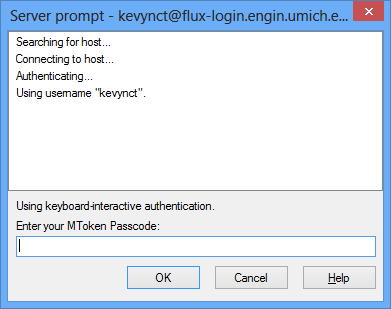 Server prompt - kevynct@flux-login.engin.umich.e...
Searching for host...
Connecting to host...
Authenticating...
Using username "kevynct".
Using keyboard-interactive authentication.
Enter your MToken Passcode:
OK Cancel Help